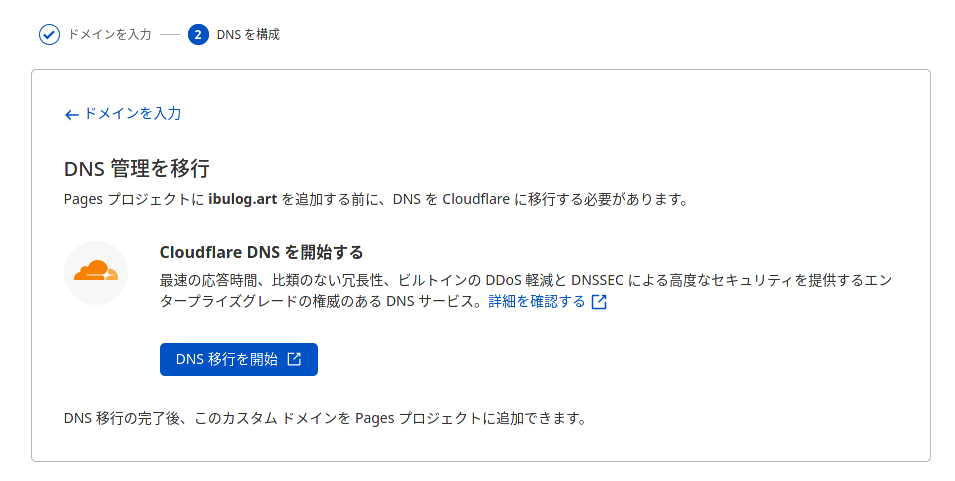 ドメインを入力 2 DNS を構成
← ドメインを入力
DNS 管理を移行
Pages プロジェクトに ibulog.art を追加する前に、DNS を Cloudflare に移行する必要があります。
Cloudflare DNS を開始する
最速の応答時間、比類のない冗長性、ビルトインの DDoS 軽減と DNSSEC による高度なセキュリティを提供するエン
タープライズグレードの権威のある DNS サービス。詳細を確認する
DNS 移行を開始
DNS 移行の完了後、このカスタム ドメインを Pages プロジェクトに追加できます。